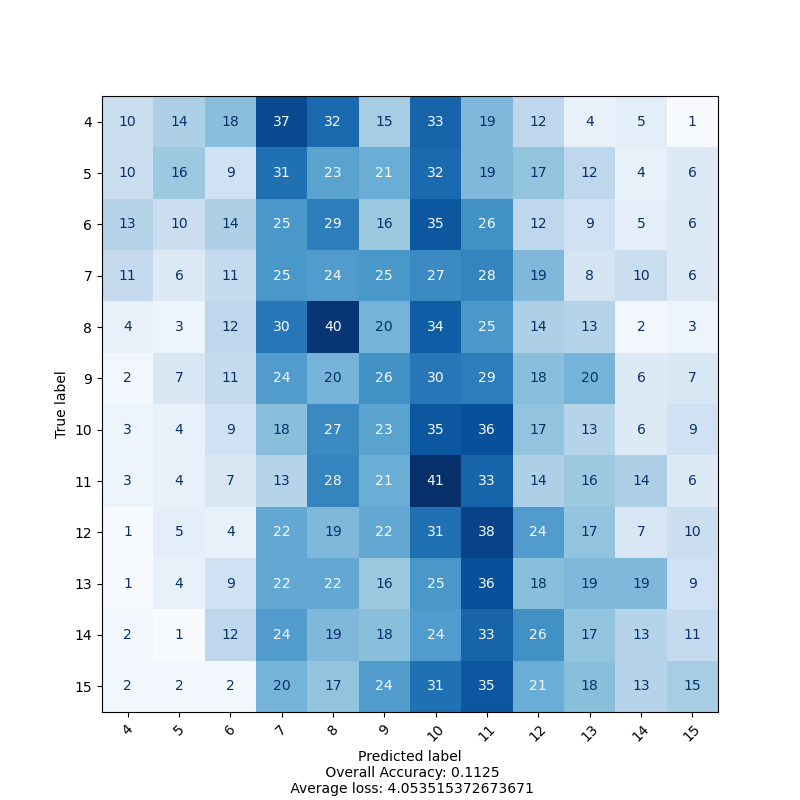 4 10 14 18 37 32 15 33 19 12 4 5 1
5 10 16 9 31 23 21 32 19 17 12 4 6
6 13 10 14 25 29 16 35 26 12 9 5 6
7 11 6 11 25 24 25 27 28 19 8 10 6
8 4 3 12 30 40 20 34 25 14 13 2 3
9 2 7 11 24 20 26 30 29 18 20 6 7
10 3 4 9 18 27 23 35 36 17 13 6 9
11 3 4 7 13 28 21 41 33 14 16 14 6
12 1 5 4 22 19 22 31 38 24 17 7 10
13 1 4 9 22 22 16 25 36 18 19 19 9
14 2 1 12 24 19 18 24 33 26 17 13 11
15 2 2 2 20 17 24 31 35 21 18 13 15
True label
4 5 6 7 8 9 10 11 12 13 14 15
Predicted label
Overall Accuracy: 0.1125
Average loss: 4.053515372673671